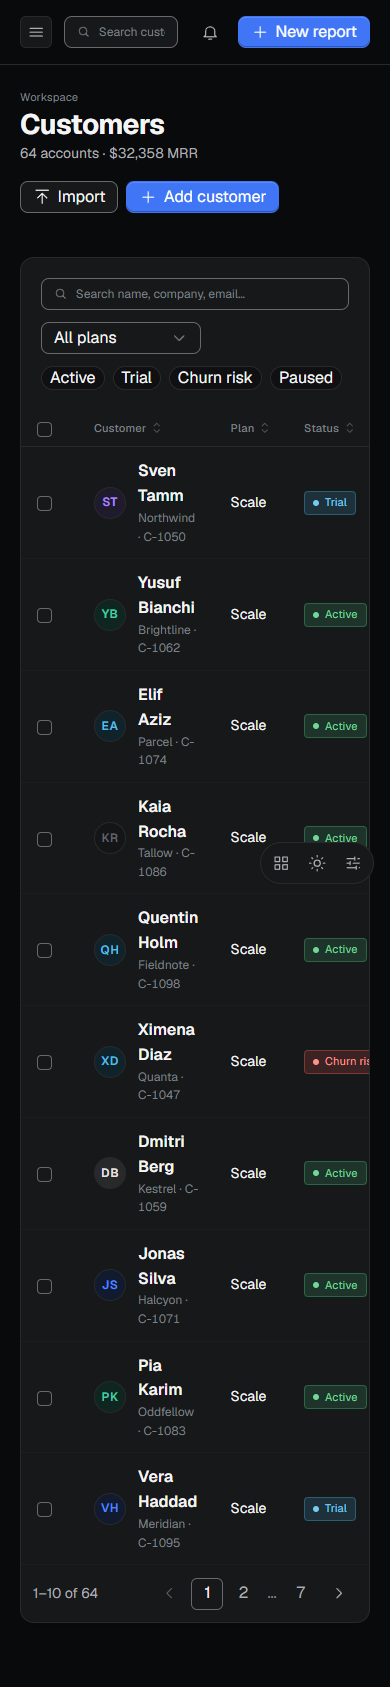 Search cust
New report
Workspace
Customers
64 accounts · $32,358 MRR
Import
Add customer
Search name, company, email...
All plans
Active
Trial
Churn risk
Paused
Customer
Plan
Status
ST
Sven
Tamm
Northwind
· C-1050
Scale
Trial
YB
Yusuf
Bianchi
Brightline ·
C-1062
Scale
Active
EA
Elif
Aziz
Parcel · C-
1074
Scale
Active
KR
Kaia
Rocha
Tallow · C-
1086
Scale
Active
QH
Quentin
Holm
Fieldnote ·
C-1098
Scale
Active
XD
Ximena
Diaz
Quanta ·
C-1047
Scale
Churn ris
DB
Dmitri
Berg
Kestrel · C-
1059
Scale
Active
JS
Jonas
Silva
Halcyon ·
C-1071
Scale
Active
PK
Pia
Karim
Oddfellow
· C-1083
Scale
Active
VH
Vera
Haddad
Meridian ·
C-1095
Scale
Trial
1–10 of 64
1
2
...
7